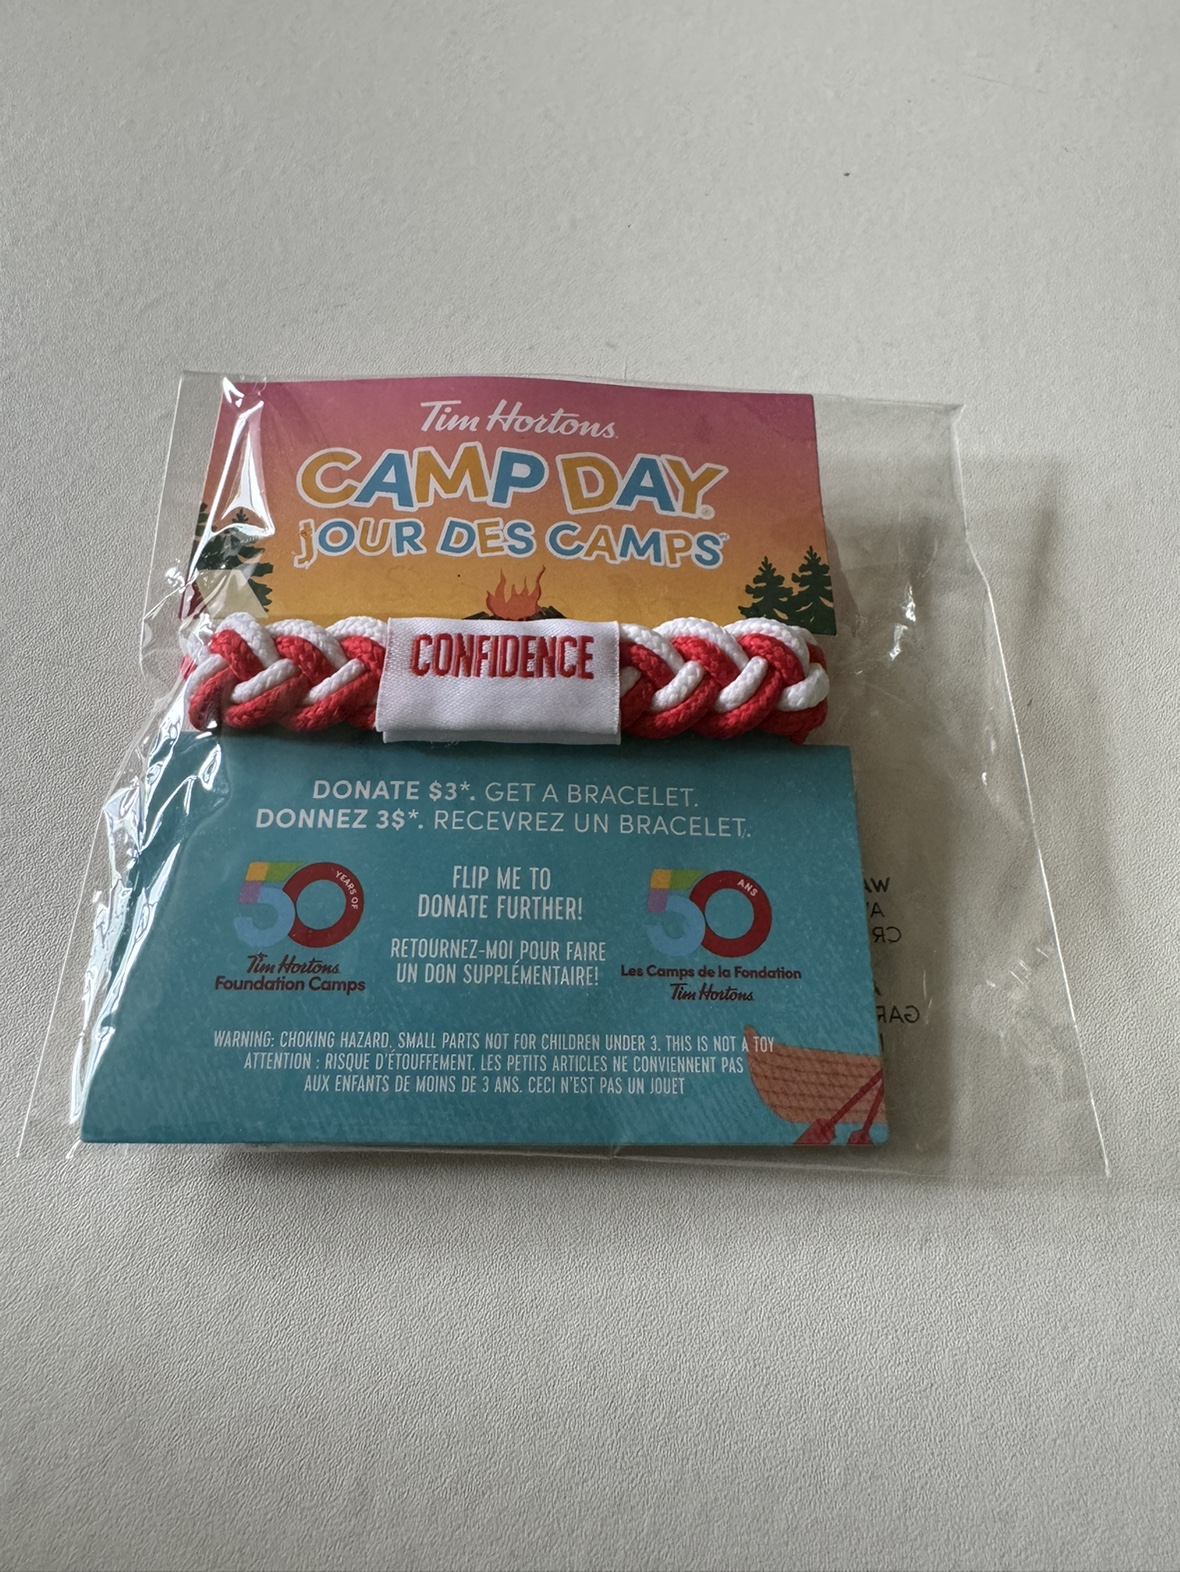 Tim Hortons.
CAMP DAY®
JOUR DES CAMPS
CONFIDENCE
DONATE $3*. GET A BRACELET.
DONNEZ 3$*. RECEVREZ UN BRACELET.
50 YEARS OF
Tim Hortons
Foundation Camps
FLIP ME TO
DONATE FURTHER!
RETOURNEZ-MOI POUR FAIRE
UN DON SUPPLÉMENTAIRE!
50 ANS
Les Camps de la Fondation
Tim Hortons
WARNING: CHOKING HAZARD. SMALL PARTS NOT FOR CHILDREN UNDER 3. THIS IS NOT A TOY
ATTENTION : RISQUE D'ÉTOUFFEMENT. LES PETITS ARTICLES NE CONVIENNENT PAS
AUX ENFANTS DE MOINS DE 3 ANS. CECI N'EST PAS UN JOUET